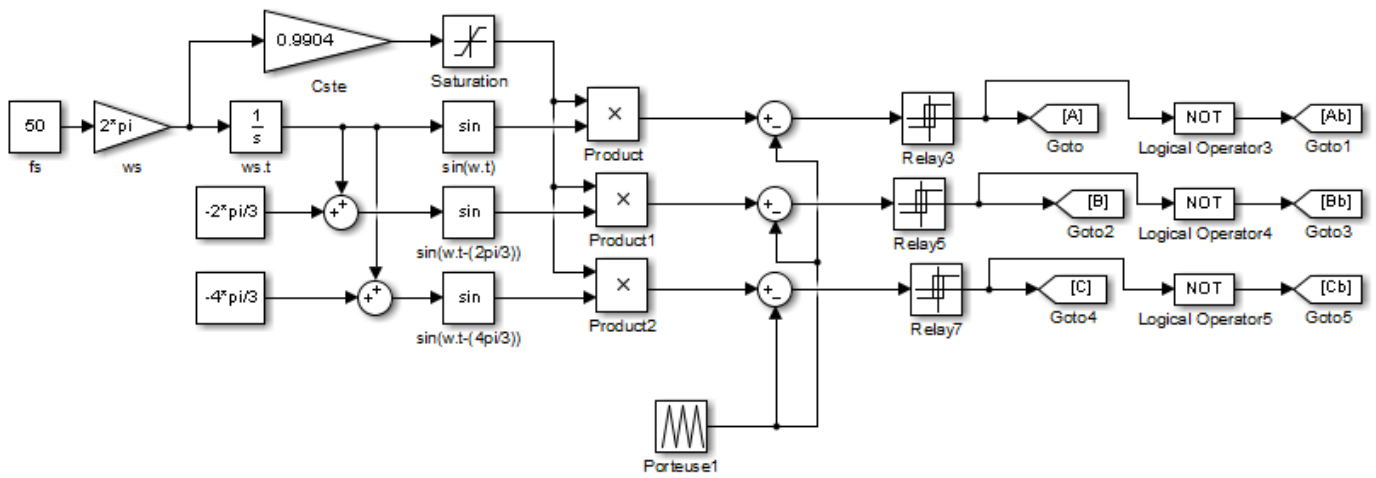 0.9904
Cste
Saturation
50
fs
2*pi
ws
1
s
ws.t
sin
sin(w.t)
×
Product
Relay3
[A]
Goto
NOT
Logical Operator3
[Ab]
Goto1
-2*pi/3
sin
sin(w.t-(2pi/3))
×
Product1
Relay5
[B]
Goto2
NOT
Logical Operator4
[Bb]
Goto3
-4*pi/3
sin
sin(w.t-(4pi/3))
×
Product2
Relay7
[C]
Goto4
NOT
Logical Operator5
[Cb]
Goto5
Porteuse1